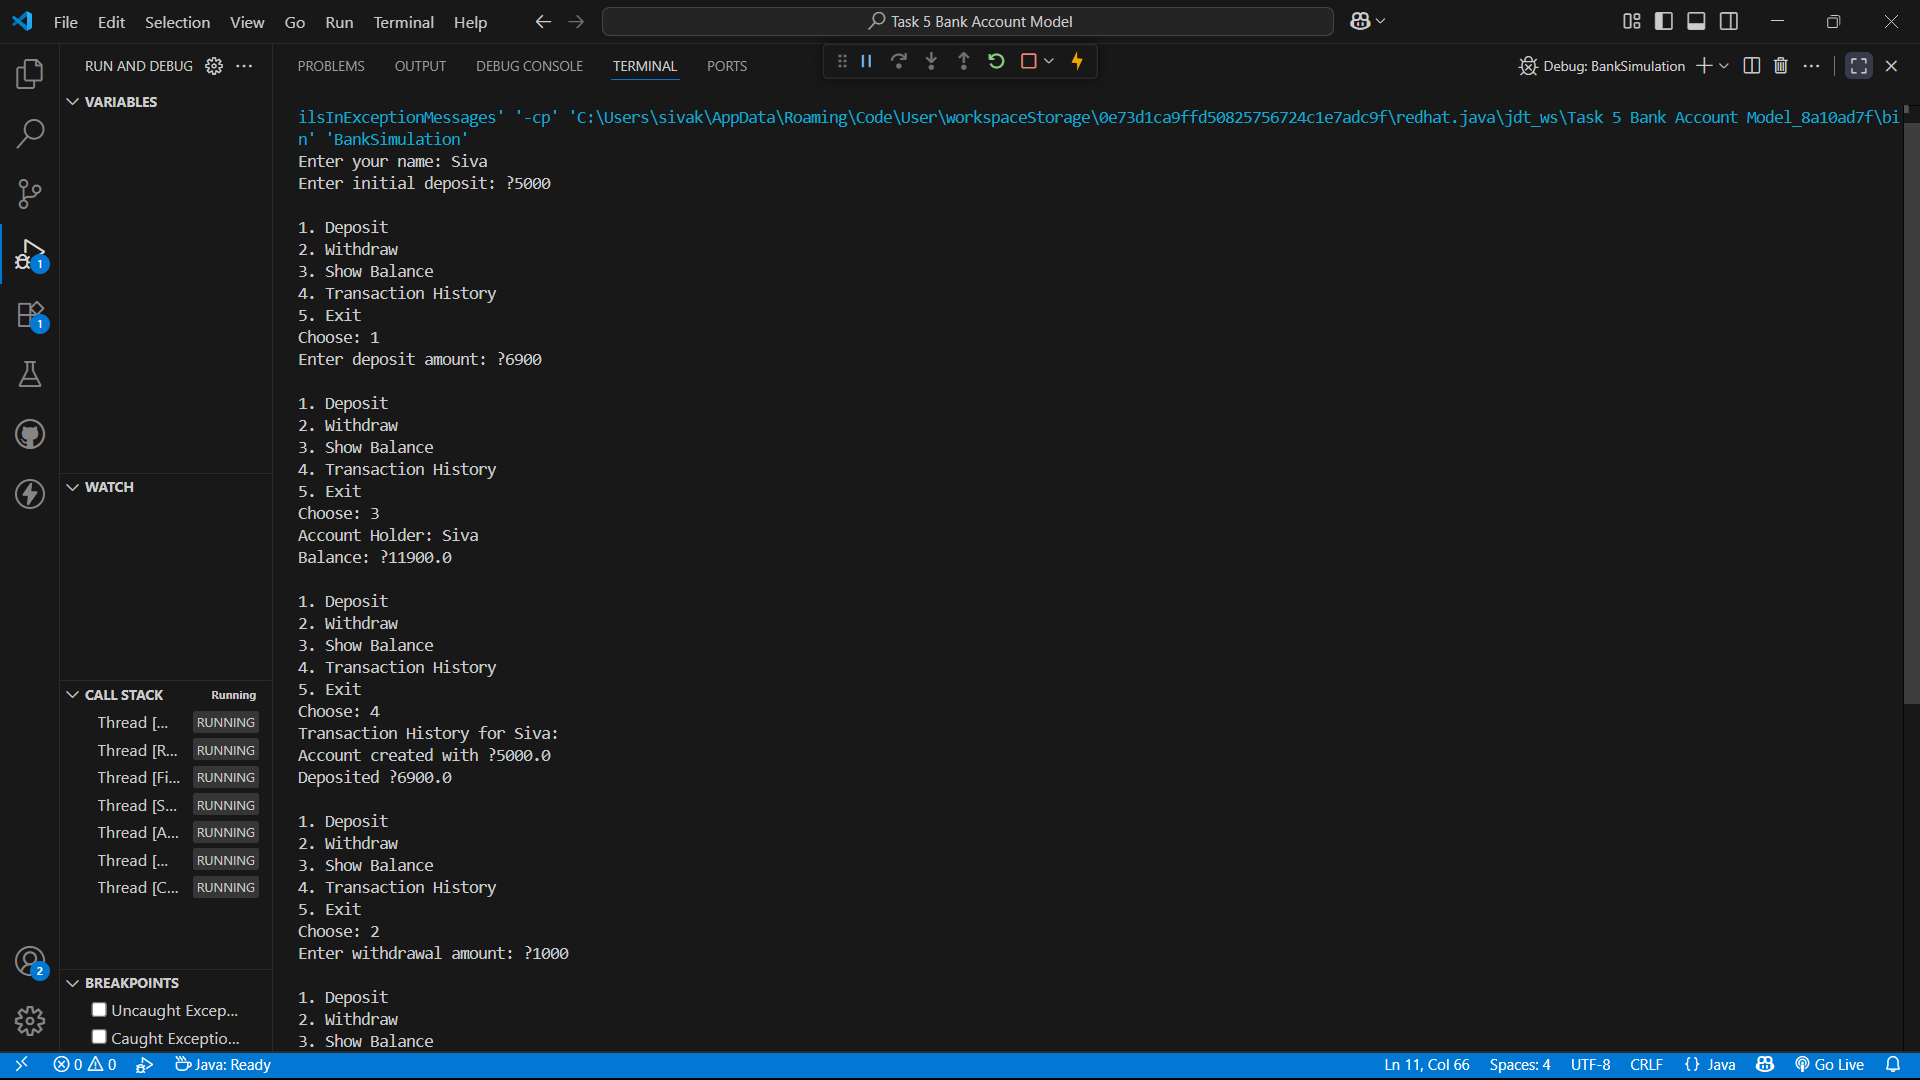 File Edit Selection View Go Run Terminal Help
Task 5 Bank Account Model
RUN AND DEBUG
PROBLEMS OUTPUT DEBUG CONSOLE TERMINAL PORTS
Debug: BankSimulation
VARIABLES
WATCH
CALL STACK Running
Thread [... RUNNING
Thread [R... RUNNING
Thread [Fi... RUNNING
Thread [S... RUNNING
Thread [A... RUNNING
Thread [... RUNNING
Thread [C... RUNNING
BREAKPOINTS
Uncaught Excep...
Caught Exceptio...
1
1
2
ilsInExceptionMessages' '-cp' 'C:\Users\sivak\AppData\Roaming\Code\User\workspaceStorage\0e73d1ca9ffd50825756724c1e7adc9f\redhat.java\jdt_ws\Task 5 Bank Account Model_8a10ad7f\bi
n' 'BankSimulation'
Enter your name: Siva
Enter initial deposit: ?5000
1. Deposit
2. Withdraw
3. Show Balance
4. Transaction History
5. Exit
Choose: 1
Enter deposit amount: ?6900
1. Deposit
2. Withdraw
3. Show Balance
4. Transaction History
5. Exit
Choose: 3
Account Holder: Siva
Balance: ?11900.0
1. Deposit
2. Withdraw
3. Show Balance
4. Transaction History
5. Exit
Choose: 4
Transaction History for Siva:
Account created with ?5000.0
Deposited ?6900.0
1. Deposit
2. Withdraw
3. Show Balance
4. Transaction History
5. Exit
Choose: 2
Enter withdrawal amount: ?1000
1. Deposit
2. Withdraw
3. Show Balance
0 0 Java: Ready Ln 11, Col 66 Spaces: 4 UTF-8 CRLF {} Java Go Live